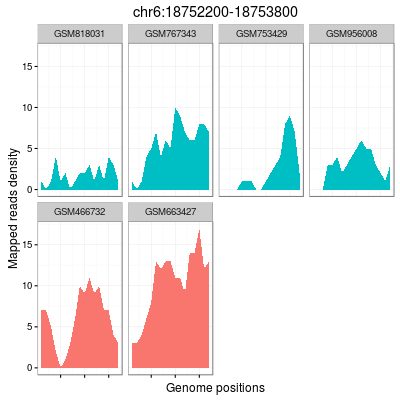 chr6:18752200-18753800
GSM818031 GSM767343 GSM753429 GSM956008
15
10
5
0
GSM466732 GSM663427
15
10
5
0
Mapped reads density
Genome positions